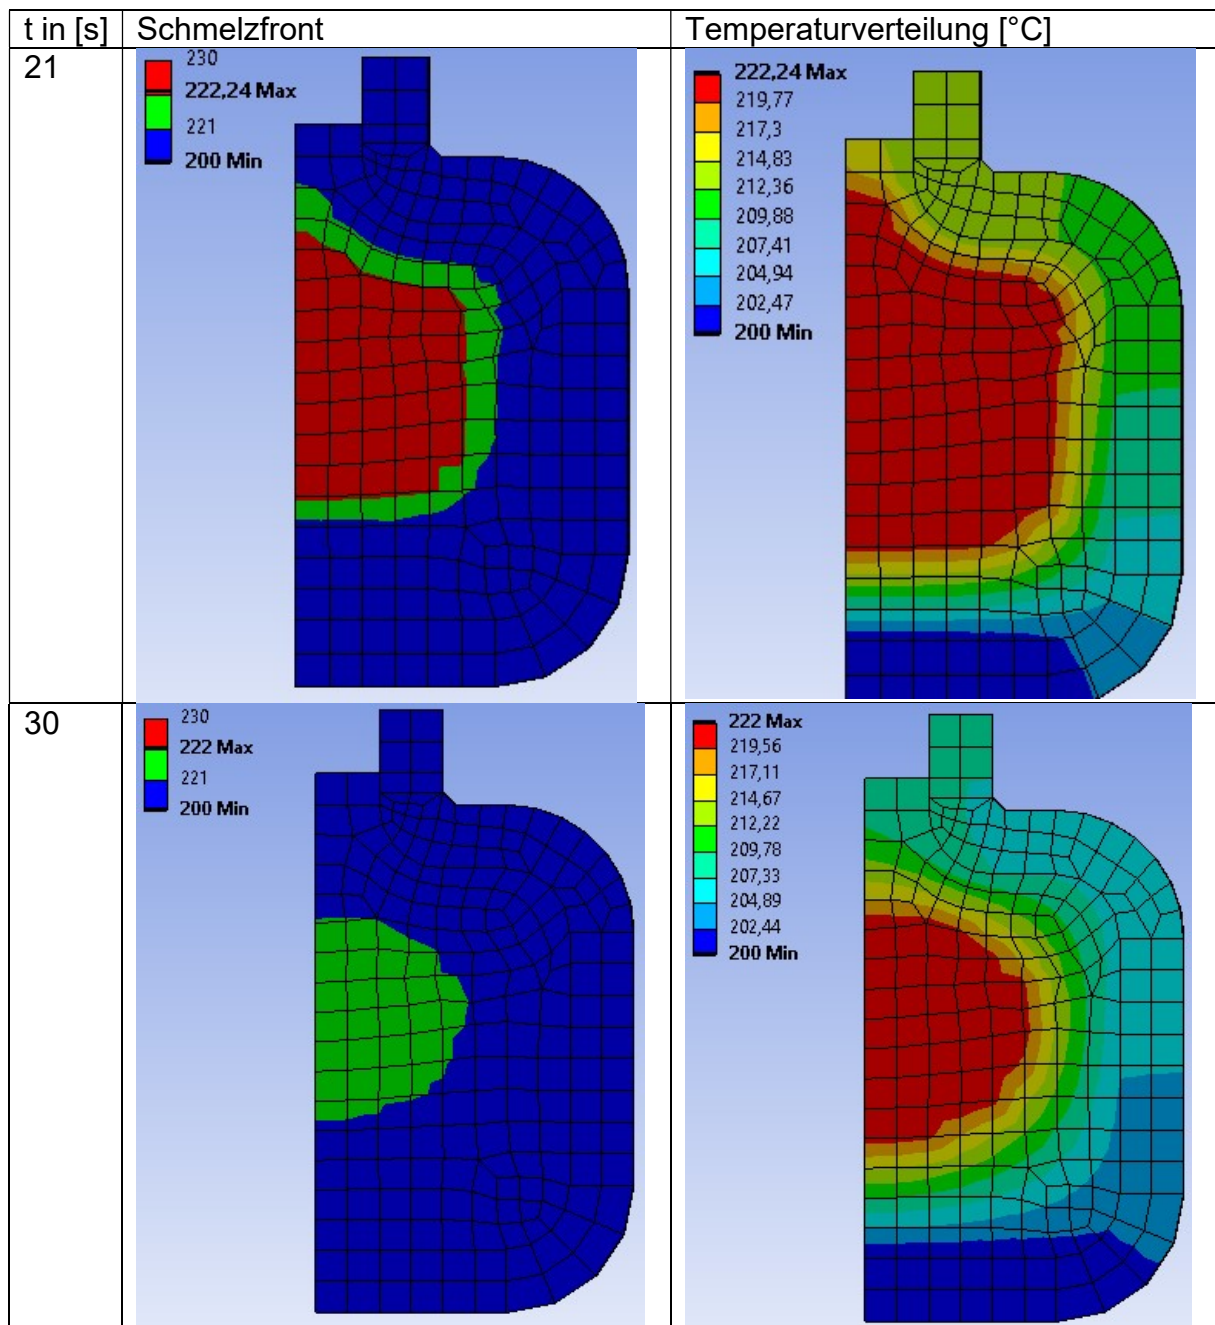 t in [s] Schmelzfront Temperaturverteilung [°C]
21
230
222,24 Max
221
200 Min
222,24 Max
219,77
217,3
214,83
212,36
209,88
207,41
204,94
202,47
200 Min
30
230
222 Max
221
200 Min
222 Max
219,56
217,11
214,67
212,22
209,78
207,33
204,89
202,44
200 Min